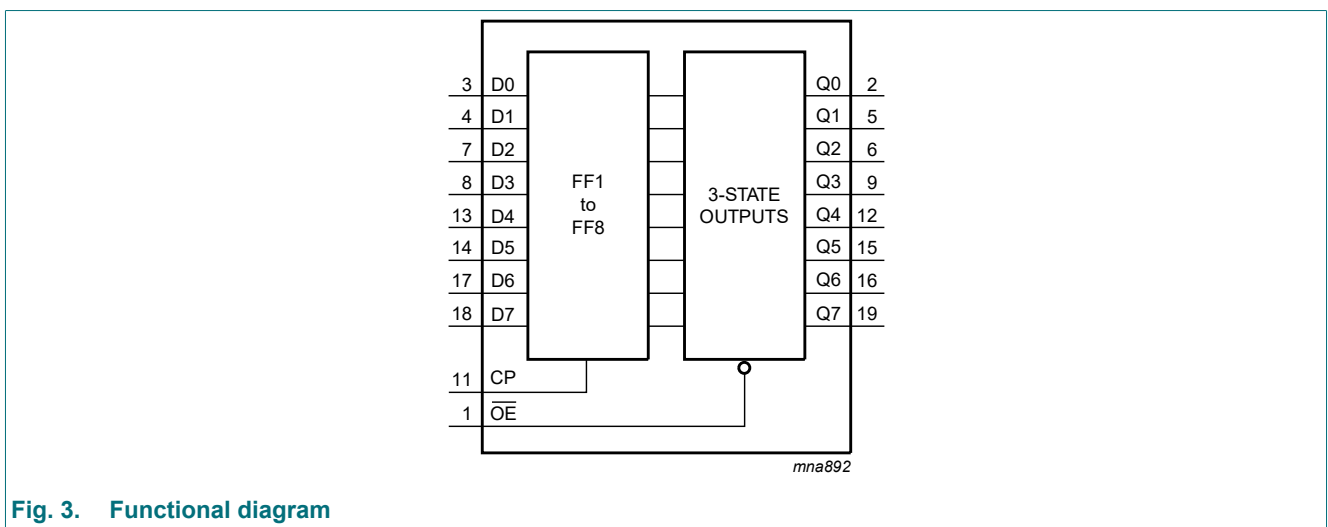 3 D0 Q0 2
4 D1 Q1 5
7 D2 Q2 6
8 D3 Q3 9
13 D4 Q4 12
14 D5 Q5 15
17 D6 Q6 16
18 D7 Q7 19
FF1
to
FF8
3-STATE
OUTPUTS
11 CP
1 O̅E̅
mna892
Fig. 3. Functional diagram